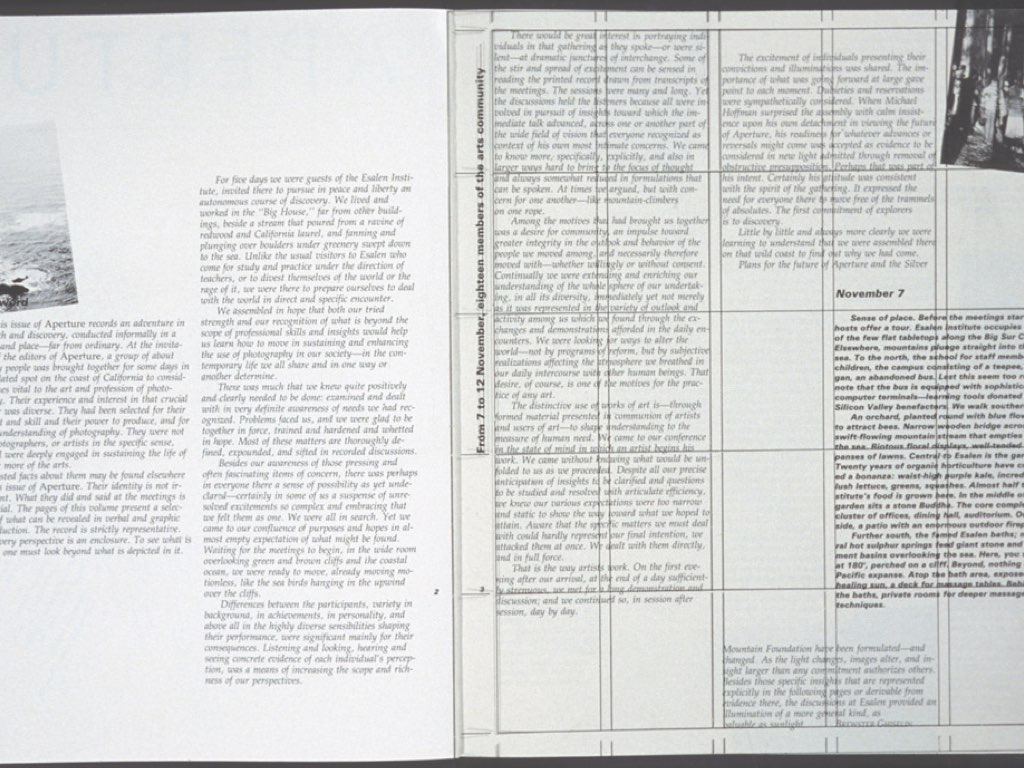 Word
is issue of Aperture records an adventure in
h and discovery, conducted informally in a
and place—far from ordinary. At the invita-
f the editors of Aperture, a group of about
y people was brought together for some days in
lated spot on the coast of California to consid-
es vital to the art and profession of photo-
y. Their experience and interest in that crucial
was diverse. They had been selected for their
t and skill and their power to produce, and for
understanding of photography. They were not
otographers, or artists in the specific sense,
l were deeply engaged in sustaining the life of
more of the arts.
sted facts about them may be found elsewhere
s issue of Aperture. Their identity is not ir-
nt. What they did and said at the meetings is
ial. The pages of this volume present a selec-
f what can be revealed in verbal and graphic
uction. The record is strictly representative.
very perspective is an enclosure. To see what is
one must look beyond what is depicted in it.
For five days we were guests of the Esalen Insti-
tute, invited there to pursue in peace and liberty an
autonomous course of discovery. We lived and
worked in the "Big House," far from other build-
ings, beside a stream that poured from a ravine of
redwood and California laurel, and fanning and
plunging over boulders under greenery swept down
to the sea. Unlike the usual visitors to Esalen who
come for study and practice under the direction of
teachers, or to divest themselves of the world or the
rage of it, we were there to prepare ourselves to deal
with the world in direct and specific encounter.
We assembled in hope that both our tried
strength and our recognition of what is beyond the
scope of professional skills and insights would help
us learn how to move in sustaining and enhancing
the use of photography in our society—in the con-
temporary life we all share and in one way or
another determine.
There was much that we knew quite positively
and clearly needed to be done: examined and dealt
with in very definite awareness of needs we had rec-
ognized. Problems faced us, and we were glad to be
together in force, trained and hardened and whetted
in hope. Most of these matters are thoroughly de-
fined, expounded, and sifted in recorded discussions.
Besides our awareness of those pressing and
often fascinating items of concern, there was perhaps
in everyone there a sense of possibility as yet unde-
clared—certainly in some of us a suspense of unre-
solved excitements so complex and embracing that
we felt them as one. We were all in search. Yet we
came to our confluence of purposes and hopes in al-
most empty expectation of what might be found.
Waiting for the meetings to begin, in the wide room
overlooking green and brown cliffs and the coastal
ocean, we were ready to move, already moving mo-
tionless, like the sea birds hanging in the upwind
over the cliffs.
Differences between the participants, variety in
background, in achievements, in personality, and
above all in the highly diverse sensibilities shaping
their performance, were significant mainly for their
consequences. Listening and looking, hearing and
seeing concrete evidence of each individual's percep-
tion, was a means of increasing the scope and rich-
ness of our perspectives.
2
From 7 to 12 November, eighteen members of the arts community
3
There would be great interest in portraying indi-
viduals in that gathering as they spoke—or were si-
lent—at dramatic junctures of interchange. Some of
the stir and spread of excitement can be sensed in
reading the printed record drawn from transcripts of
the meetings. The sessions were many and long. Yet
the discussions held the listeners because all were in-
volved in pursuit of insights toward which the im-
mediate talk advanced, across one or another part of
the wide field of vision that everyone recognized as
context of his own most intimate concerns. We came
to know more, specifically, explicitly, and also in
larger ways hard to bring to the focus of thought
and always somewhat reduced in formulations that
can be spoken. At times we argued, but with con-
cern for one another—like mountain-climbers
on one rope.
Among the motives that had brought us together
was a desire for community, an impulse toward
greater integrity in the outlook and behavior of the
people we moved among, and necessarily therefore
moved with—whether willingly or without consent.
Continually we were extending and enriching our
understanding of the whole sphere of our undertak-
ing, in all its diversity, immediately yet not merely
as it was represented in the variety of outlook and
activity among us which was found through the ex-
changes and demonstrations afforded in the daily en-
counters. We were looking for ways to alter the
world—not by programs of reform, but by subjective
realizations affecting the atmosphere we breathed in
our daily intercourse with other human beings. That
desire, of course, is one of the motives for the prac-
tice of any art.
The distinctive use of works of art is—through
formed material presented in communion of artists
and users of art—to shape understanding to the
measure of human need. We came to our conference
in the state of mind in which an artist begins his
work. We came without knowing what would be un-
folded to us as we proceeded. Despite all our precise
anticipation of insights to be clarified and questions
to be studied and resolved with articulate efficiency,
we knew our various expectations were too narrow
and static to show the way toward what we hoped to
attain. Aware that the specific matters we must deal
with could hardly represent our final intention, we
attacked them at once. We dealt with them directly,
and in full force.
That is the way artists work. On the first eve-
ning after our arrival, at the end of a day sufficient-
ly strenuous, we met for a long demonstration and
discussion; and we continued so, in session after
session, day by day.
The excitement of individuals presenting their
convictions and illuminations was shared. The im-
portance of what was going forward at large gave
point to each moment. Dubieties and reservations
were sympathetically considered. When Michael
Hoffman surprised the assembly with calm insist-
ence upon his own detachment in viewing the future
of Aperture, his readiness for whatever advances or
reversals might come was accepted as evidence to be
considered in new light admitted through removal of
obstructive presupposition. Perhaps that was part of
his intent. Certainly his attitude was consistent
with the spirit of the gathering. It expressed the
need for everyone there to move free of the trammels
of absolutes. The first commitment of explorers
is to discovery.
Little by little and always more clearly we were
learning to understand that we were assembled there
on that wild coast to find out why we had come.
Plans for the future of Aperture and the Silver
Mountain Foundation have been formulated—and
changed. As the light changes, images alter, and in-
sight larger than any commitment authorizes others.
Besides those specific insights that are represented
explicitly in the following pages or derivable from
evidence there, the discussions at Esalen provided an
illumination of a more general kind, as
valuable as sunlight. Brewster Ghiselin
November 7
Sense of place. Before the meetings star
hosts offer a tour. Esalen Institute occupies
of the few flat tabletops along the Big Sur C
Elsewhere, mountains plunge straight into th
sea. To the north, the school for staff membe
children, the campus consisting of a teepee,
gan, an abandoned bus. Lest this seem too r
note that the bus is equipped with sophistic
computer terminals—learning tools donated
Silicon Valley benefactors. We walk souther
An orchard, planted round with blue flow
to attract bees. Narrow wooden bridge acros
swift-flowing mountain stream that empties
the sea. Riotous floral displays, well-tended
panses of lawns. Central to Esalen is the gar
Twenty years of organic horticulture have co
ed a bonanza: waist-high purple kale, incred
lush lettuce, greens, squashes. Almost half t
stitute's food is grown here. In the middle o
garden sits a stone Buddha. The core comple
cluster of offices, dining hall, auditorium. Ou
side, a patio with an enormous outdoor firep
Further south, the famed Esalen baths; n
ral hot sulphur springs feed giant stone and
ment basins overlooking the sea. Here, you s
at 180°, perched on a cliff. Beyond, nothing
Pacific expanse. Atop the bath area, expose
healing sun, a deck for massage tables. Behi
the baths, private rooms for deeper massage
techniques.